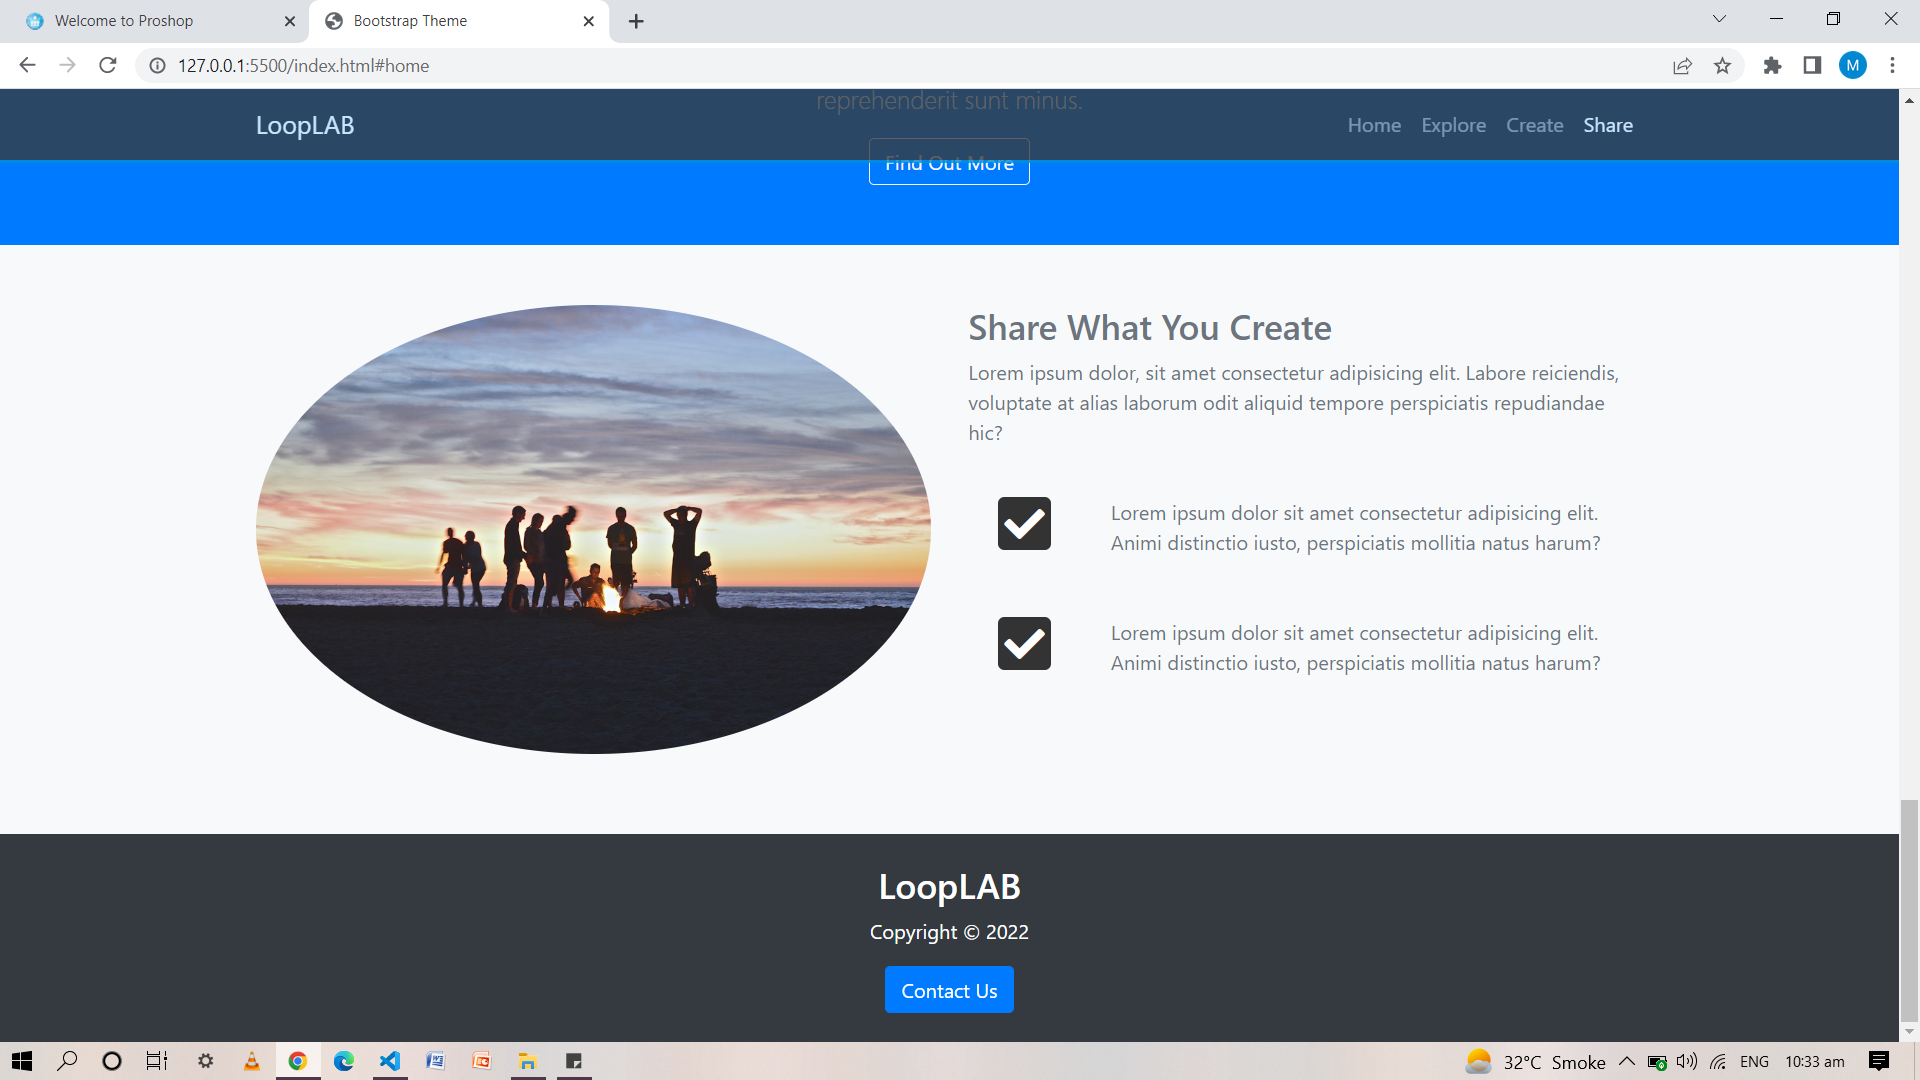 Welcome to Proshop
Bootstrap Theme
127.0.0.1:5500/index.html#home
M
reprehenderit sunt minus.
LoopLAB
Home Explore Create Share
Find Out More
Share What You Create
Lorem ipsum dolor, sit amet consectetur adipisicing elit. Labore reiciendis,
voluptate at alias laborum odit aliquid tempore perspiciatis repudiandae
hic?
Lorem ipsum dolor sit amet consectetur adipisicing elit.
Animi distinctio iusto, perspiciatis mollitia natus harum?
Lorem ipsum dolor sit amet consectetur adipisicing elit.
Animi distinctio iusto, perspiciatis mollitia natus harum?
LoopLAB
Copyright © 2022
Contact Us
32°C Smoke ENG 10:33 am